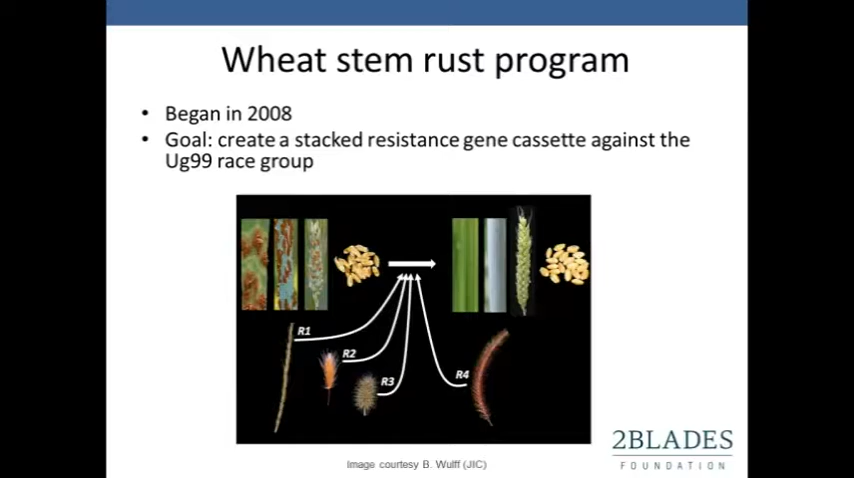 Wheat stem rust program
• Began in 2008
• Goal: create a stacked resistance gene cassette against the
Ug99 race group
R1
R2
R3
R4
Image courtesy B. Wulff (JIC)
2BLADES
FOUNDATION